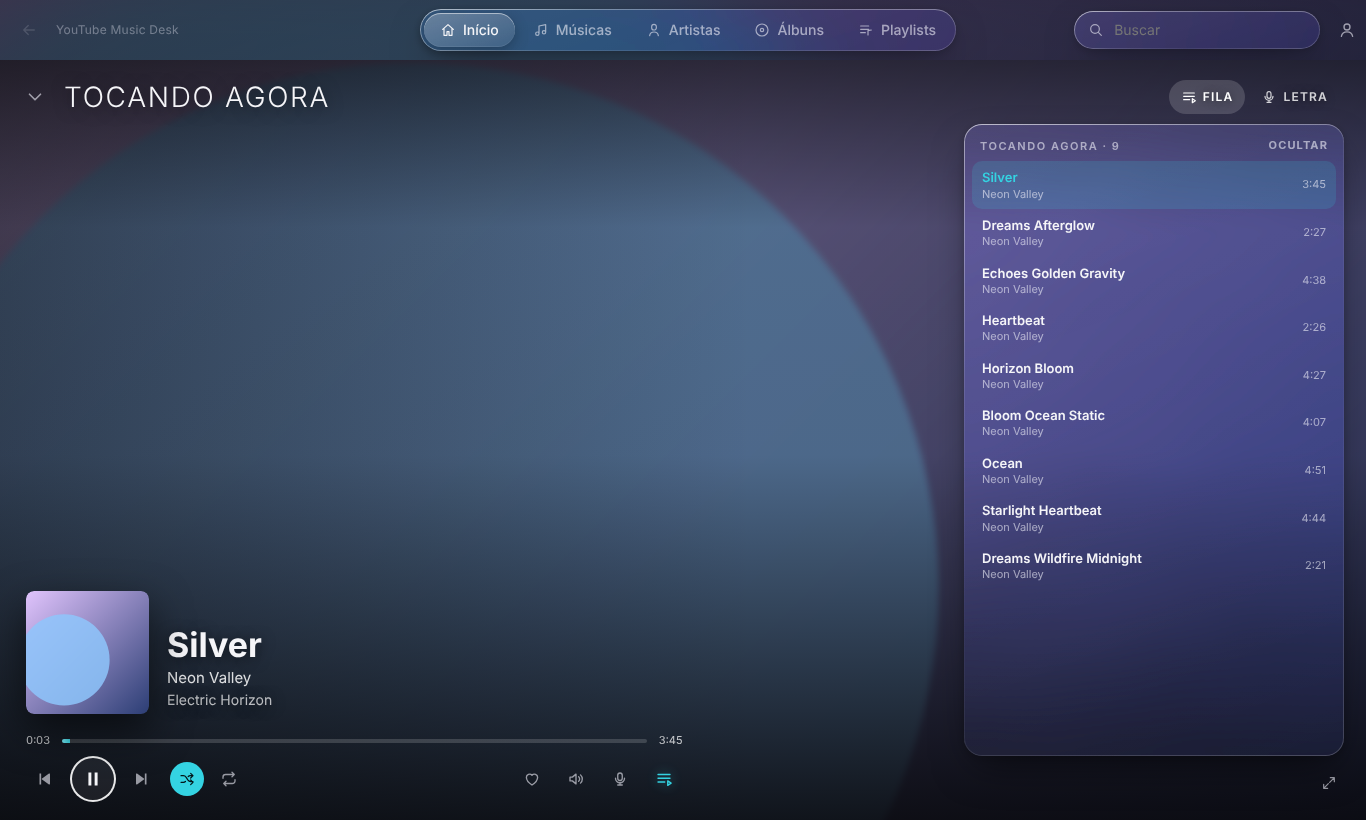 YouTube Music Desk
Início
Músicas
Artistas
Álbuns
Playlists
Buscar
TOCANDO AGORA
FILA
LETRA
TOCANDO AGORA · 9
OCULTAR
Silver
Neon Valley
3:45
Dreams Afterglow
Neon Valley
2:27
Echoes Golden Gravity
Neon Valley
4:38
Heartbeat
Neon Valley
2:26
Horizon Bloom
Neon Valley
4:27
Bloom Ocean Static
Neon Valley
4:07
Ocean
Neon Valley
4:51
Starlight Heartbeat
Neon Valley
4:44
Dreams Wildfire Midnight
Neon Valley
2:21
Silver
Neon Valley
Electric Horizon
0:03
3:45